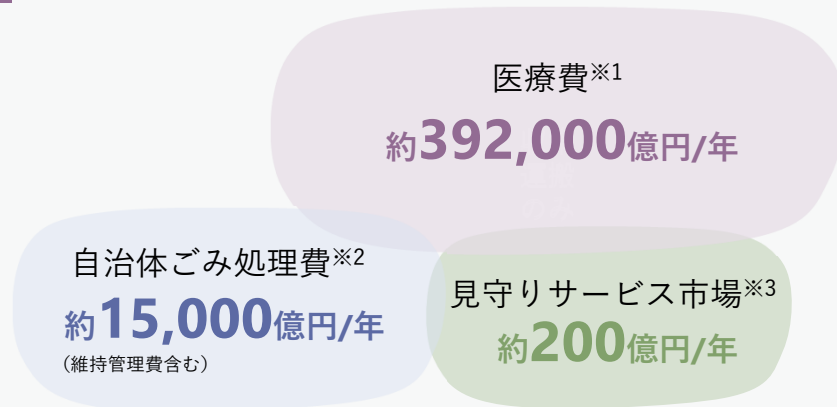 医療費※1
約392,000億円/年
自治体ごみ処理費※2
約15,000億円/年
(維持管理費含む)
見守りサービス市場※3
約200億円/年